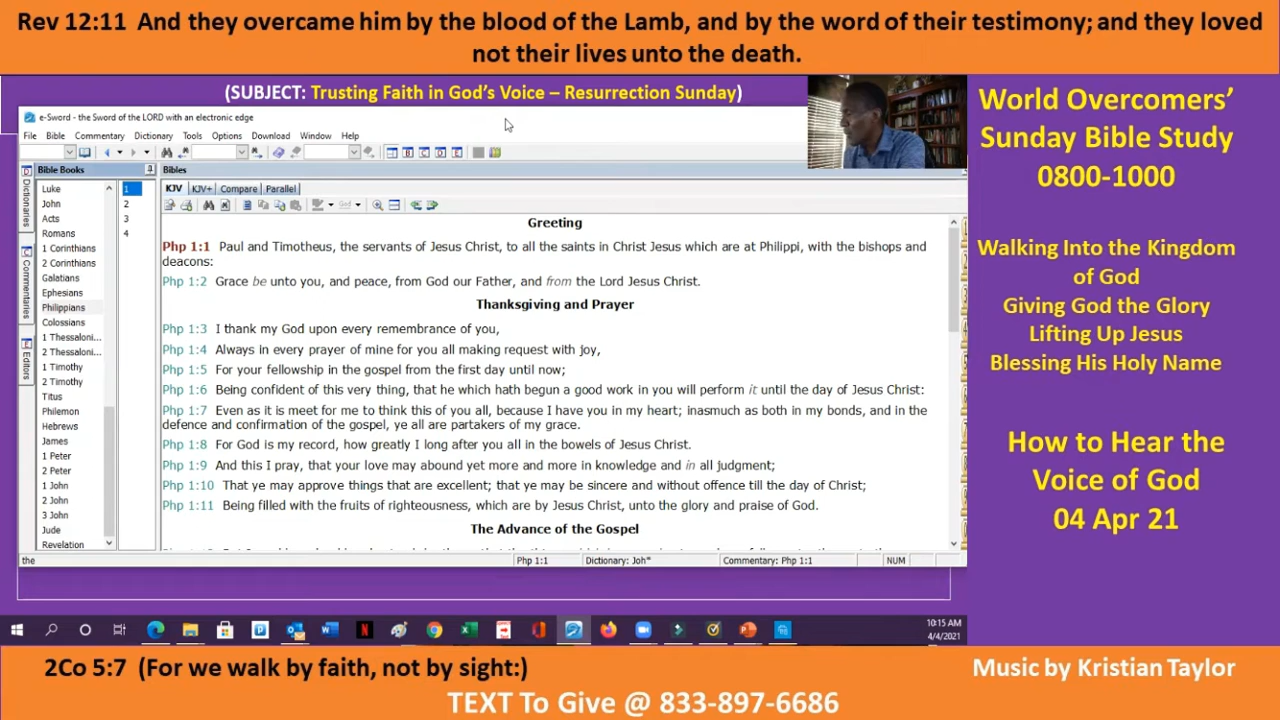 Rev 12:11 And they overcame him by the blood of the Lamb, and by the word of their testimony; and they loved
not their lives unto the death.
(SUBJECT: Trusting Faith in God's Voice – Resurrection Sunday)
e-Sword - the Sword of the LORD with an electronic edge
File Bible Commentary Dictionary Tools Options Download Window Help
B C D E
Bible Books
Bibles
Dictionaries
Commentaries
Editors
Luke
John
Acts
Romans
1 Corinthians
2 Corinthians
Galatians
Ephesians
Philippians
Colossians
1 Thessaloni...
2 Thessaloni...
1 Timothy
2 Timothy
Titus
Philemon
Hebrews
James
1 Peter
2 Peter
1 John
2 John
3 John
Jude
Revelation
1
2
3
4
KJV KJV+ Compare Parallel
God
Greeting
Php 1:1 Paul and Timotheus, the servants of Jesus Christ, to all the saints in Christ Jesus which are at Philippi, with the bishops and
deacons:
Php 1:2 Grace be unto you, and peace, from God our Father, and from the Lord Jesus Christ.
Thanksgiving and Prayer
Php 1:3 I thank my God upon every remembrance of you,
Php 1:4 Always in every prayer of mine for you all making request with joy,
Php 1:5 For your fellowship in the gospel from the first day until now;
Php 1:6 Being confident of this very thing, that he which hath begun a good work in you will perform it until the day of Jesus Christ:
Php 1:7 Even as it is meet for me to think this of you all, because I have you in my heart; inasmuch as both in my bonds, and in the
defence and confirmation of the gospel, ye all are partakers of my grace.
Php 1:8 For God is my record, how greatly I long after you all in the bowels of Jesus Christ.
Php 1:9 And this I pray, that your love may abound yet more and more in knowledge and in all judgment;
Php 1:10 That ye may approve things that are excellent; that ye may be sincere and without offence till the day of Christ;
Php 1:11 Being filled with the fruits of righteousness, which are by Jesus Christ, unto the glory and praise of God.
The Advance of the Gospel
the
Php 1:1
Dictionary: Joh*
Commentary: Php 1:1
NUM
10:15 AM
4/4/2021
World Overcomers'
Sunday Bible Study
0800-1000
Walking Into the Kingdom
of God
Giving God the Glory
Lifting Up Jesus
Blessing His Holy Name
How to Hear the
Voice of God
04 Apr 21
2Co 5:7 (For we walk by faith, not by sight:)
Music by Kristian Taylor
TEXT To Give @ 833-897-6686